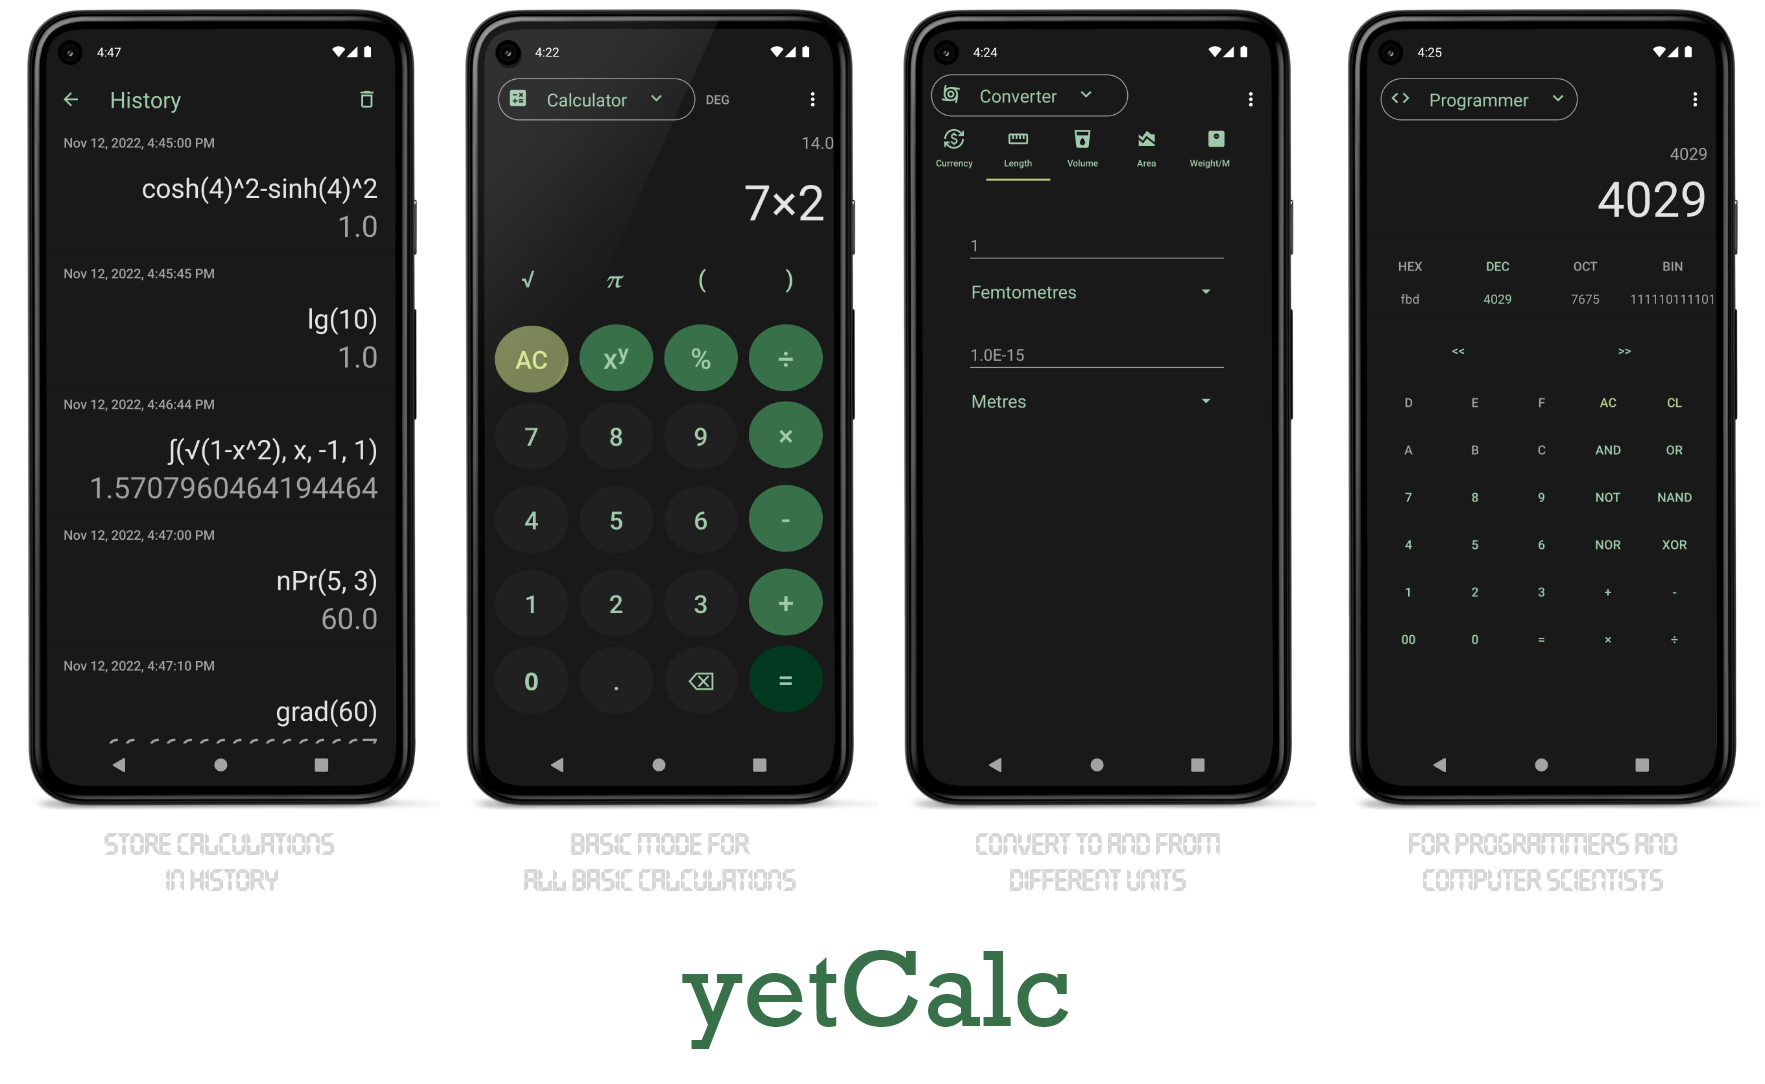 4:47
History
Nov 12, 2022, 4:45:00 PM
cosh(4)^2-sinh(4)^2
1.0
Nov 12, 2022, 4:45:45 PM
lg(10)
1.0
Nov 12, 2022, 4:46:44 PM
∫(√(1-x^2), x, -1, 1)
1.5707960464194464
Nov 12, 2022, 4:47:00 PM
nPr(5, 3)
60.0
Nov 12, 2022, 4:47:10 PM
grad(60)
STORE CALCULATIONS
IN HISTORY
4:22
Calculator DEG
14.0
7×2
√ π ( )
AC xʸ % ÷
7 8 9 ×
4 5 6 -
1 2 3 +
0 . =
BASIC MODE FOR
ALL BASIC CALCULATIONS
4:24
Converter
Currency Length Volume Area Weight/M
1
Femtometres
1.0E-15
Metres
CONVERT TO AND FROM
DIFFERENT UNITS
4:25
Programmer
4029
4029
HEX DEC OCT BIN
fbd 4029 7675 111110111101
<< >>
D E F AC CL
A B C AND OR
7 8 9 NOT NAND
4 5 6 NOR XOR
1 2 3 + -
00 0 = × ÷
FOR PROGRAMMERS AND
COMPUTER SCIENTISTS
yetCalc